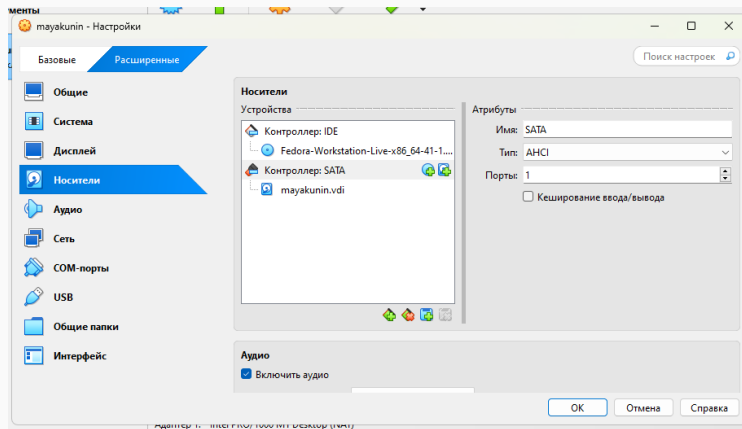 менты
mayakunin - Настройки
Базовые
Расширенные
Поиск настроек
Общие
Система
Дисплей
Носители
Аудио
Сеть
COM-порты
USB
Общие папки
Интерфейс
Носители
Устройства
Контроллер: IDE
Fedora-Workstation-Live-x86_64-41-1....
Контроллер: SATA
mayakunin.vdi
Атрибуты
Имя: SATA
Тип: AHCI
Порты: 1
Кеширование ввода/вывода
Аудио
Включить аудио
OK
Отмена
Справка
Адаптер 1: Intel PRO/1000 MT Desktop (NAT)